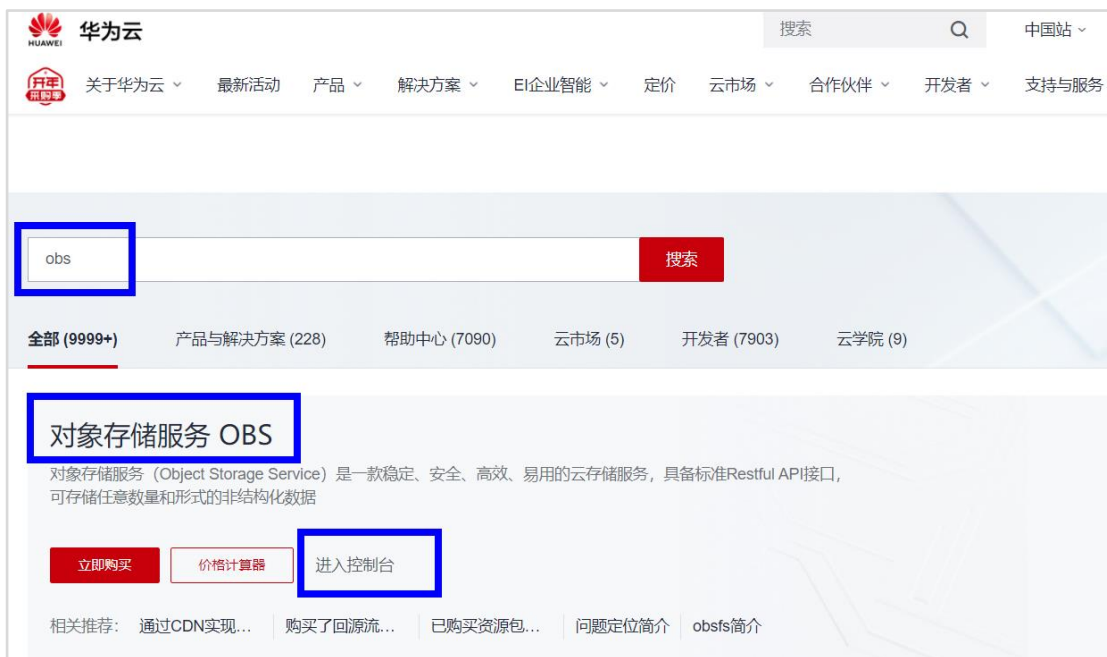 HUAWEI 华为云 搜索 中国站
开年采购季 关于华为云 最新活动 产品 解决方案 EI企业智能 定价 云市场 合作伙伴 开发者 支持与服务
obs 搜索
全部 (9999+) 产品与解决方案 (228) 帮助中心 (7090) 云市场 (5) 开发者 (7903) 云学院 (9)
对象存储服务 OBS
对象存储服务（Object Storage Service）是一款稳定、安全、高效、易用的云存储服务，具备标准Restful API接口，
可存储任意数量和形式的非结构化数据
立即购买 价格计算器 进入控制台
相关推荐： 通过CDN实现... 购买了回源流... 已购买资源包... 问题定位简介 obsfs简介